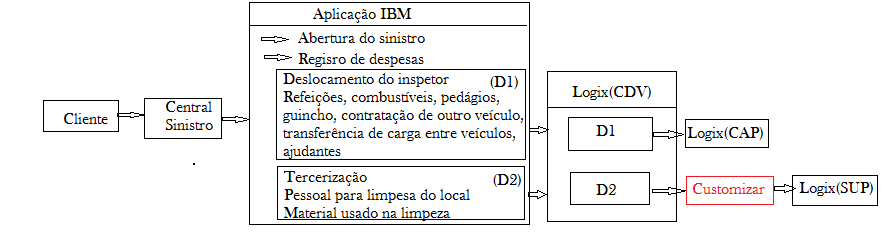 Aplicação IBM
Abertura do sinistro
Regisro de despesas
Deslocamento do inspetor (D1)
Refeições, combustíveis, pedágios,
guincho, contratação de outro veículo,
transferência de carga entre veículos,
ajudantes
Tercerização (D2)
Pessoal para limpesa do local
Material usado na limpeza
Cliente
Central
Sinistro
Logix(CDV)
D1
Logix(CAP)
D2
Customizar
Logix(SUP)